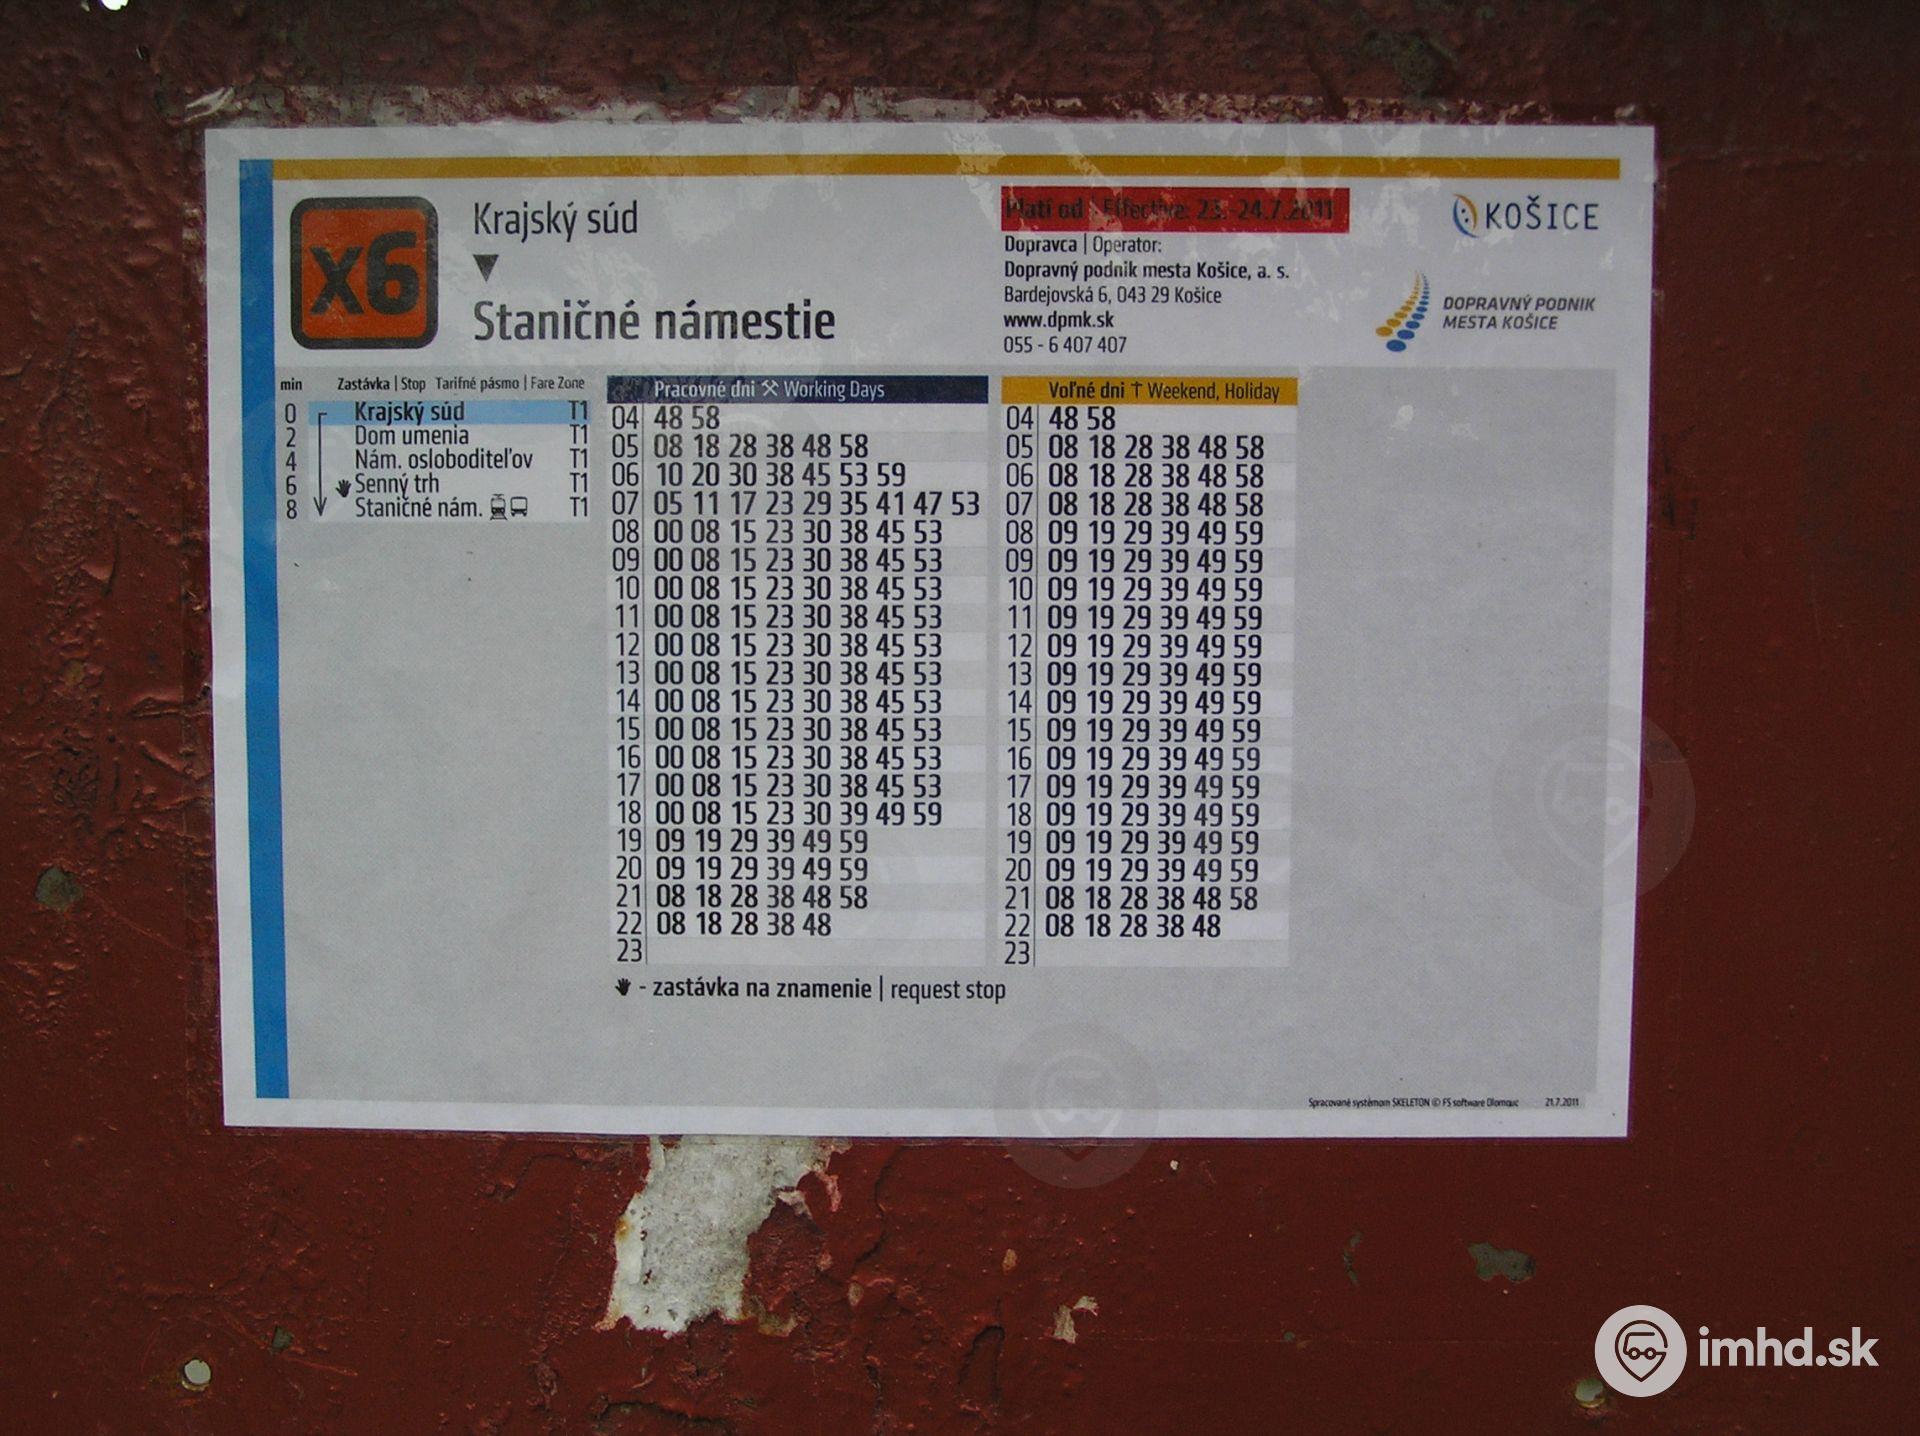 x6
Krajský súd
▼
Staničné námestie
Platí od | Effective: 23.-24.7.2011
Dopravca | Operator:
Dopravný podnik mesta Košice, a. s.
Bardejovská 6, 043 29 Košice
www.dpmk.sk
055 - 6 407 407
KOŠICE
DOPRAVNÝ PODNIK
MESTA KOŠICE
min Zastávka | Stop Tarifné pásmo | Fare Zone
0 Krajský súd T1
2 Dom umenia T1
4 Nám. osloboditeľov T1
6 Senný trh T1
8 Staničné nám. T1
Pracovné dni Working Days
04 48 58
05 08 18 28 38 48 58
06 10 20 30 38 45 53 59
07 05 11 17 23 29 35 41 47 53
08 00 08 15 23 30 38 45 53
09 00 08 15 23 30 38 45 53
10 00 08 15 23 30 38 45 53
11 00 08 15 23 30 38 45 53
12 00 08 15 23 30 38 45 53
13 00 08 15 23 30 38 45 53
14 00 08 15 23 30 38 45 53
15 00 08 15 23 30 38 45 53
16 00 08 15 23 30 38 45 53
17 00 08 15 23 30 38 45 53
18 00 08 15 23 30 39 49 59
19 09 19 29 39 49 59
20 09 19 29 39 49 59
21 08 18 28 38 48 58
22 08 18 28 38 48
23
Voľné dni † Weekend, Holiday
04 48 58
05 08 18 28 38 48 58
06 08 18 28 38 48 58
07 08 18 28 38 48 58
08 09 19 29 39 49 59
09 09 19 29 39 49 59
10 09 19 29 39 49 59
11 09 19 29 39 49 59
12 09 19 29 39 49 59
13 09 19 29 39 49 59
14 09 19 29 39 49 59
15 09 19 29 39 49 59
16 09 19 29 39 49 59
17 09 19 29 39 49 59
18 09 19 29 39 49 59
19 09 19 29 39 49 59
20 09 19 29 39 49 59
21 08 18 28 38 48 58
22 08 18 28 38 48
23
- zastávka na znamenie | request stop
Spracované systémom SKELETON © FS software Olomouc 21.7.2011
imhd.sk